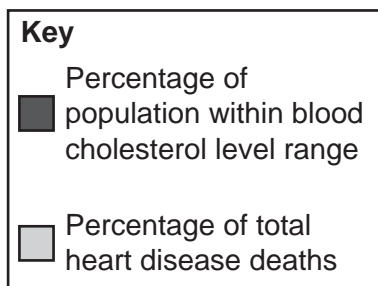 Key
Percentage of
population within blood
cholesterol level range
Percentage of total
heart disease deaths